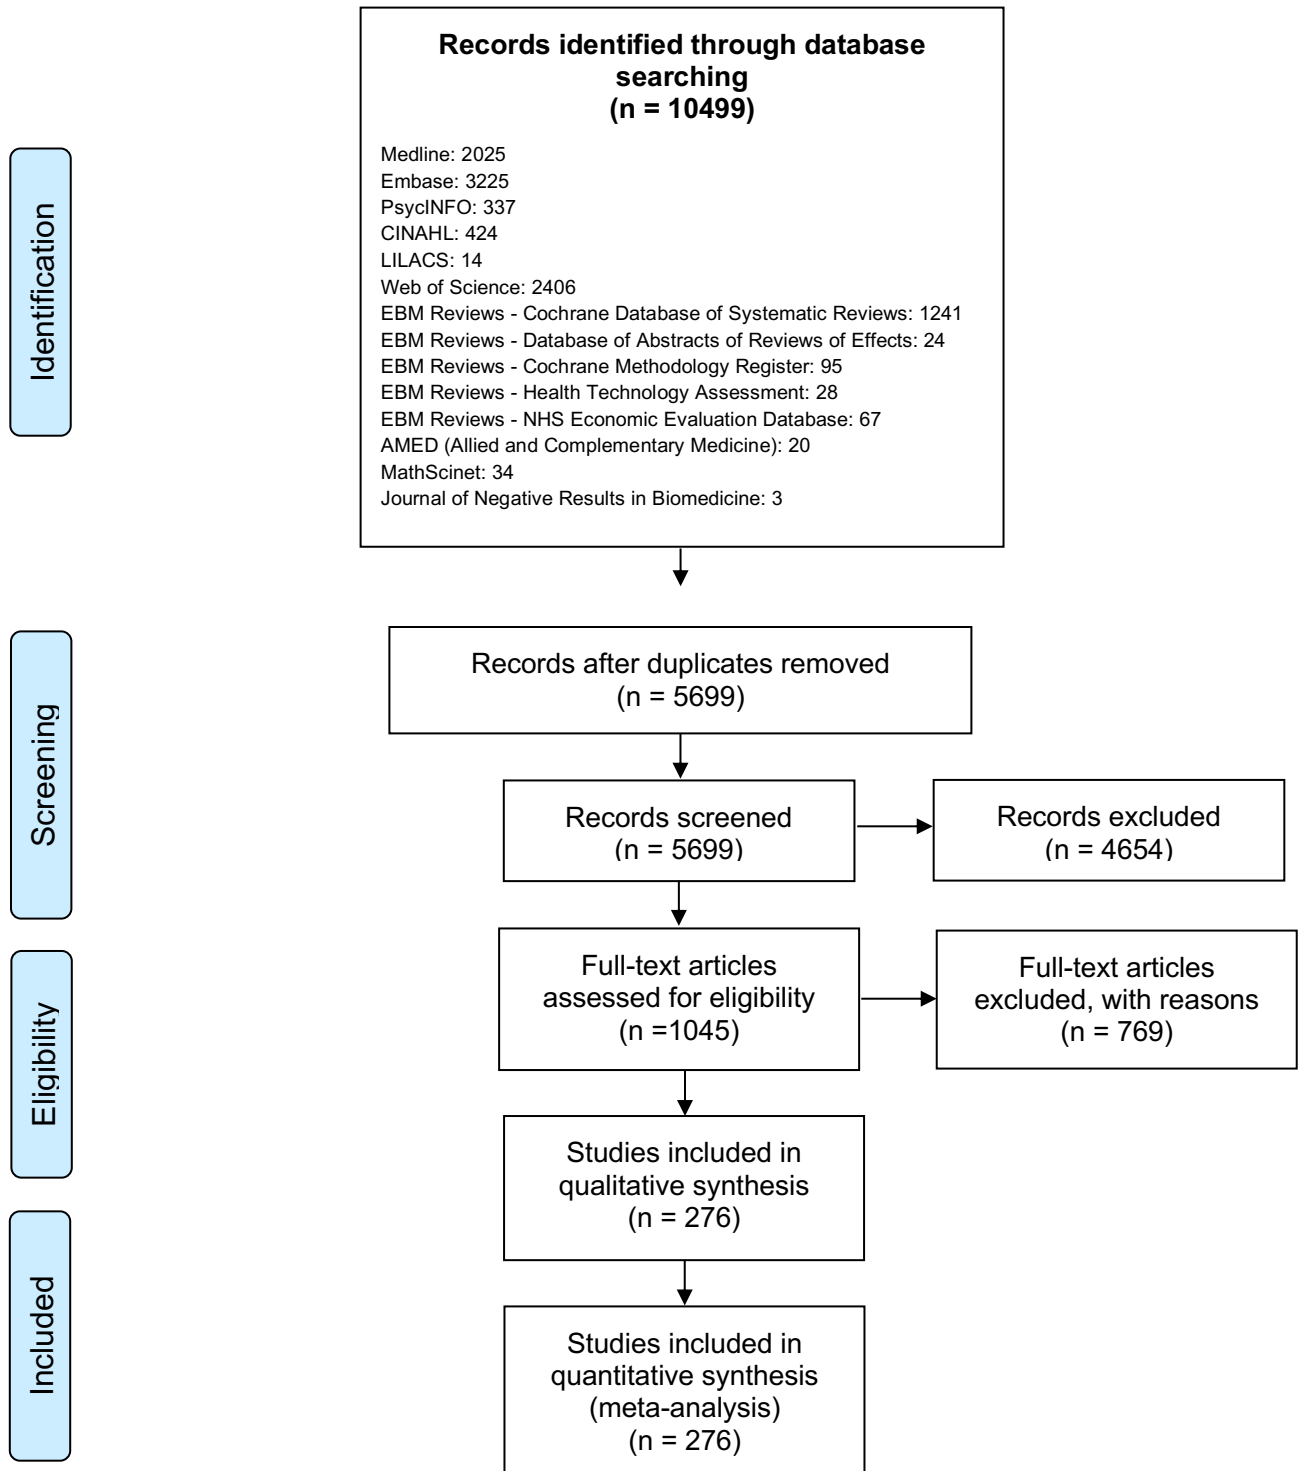 Records identified through database
searching
(n = 10499)
Medline: 2025
Embase: 3225
PsycINFO: 337
CINAHL: 424
LILACS: 14
Web of Science: 2406
EBM Reviews - Cochrane Database of Systematic Reviews: 1241
EBM Reviews - Database of Abstracts of Reviews of Effects: 24
EBM Reviews - Cochrane Methodology Register: 95
EBM Reviews - Health Technology Assessment: 28
EBM Reviews - NHS Economic Evaluation Database: 67
AMED (Allied and Complementary Medicine): 20
MathScinet: 34
Journal of Negative Results in Biomedicine: 3
Identification
Records after duplicates removed
(n = 5699)
Screening
Records screened
(n = 5699)
Records excluded
(n = 4654)
Eligibility
Full-text articles
assessed for eligibility
(n =1045)
Full-text articles
excluded, with reasons
(n = 769)
Studies included in
qualitative synthesis
(n = 276)
Included
Studies included in
quantitative synthesis
(meta-analysis)
(n = 276)